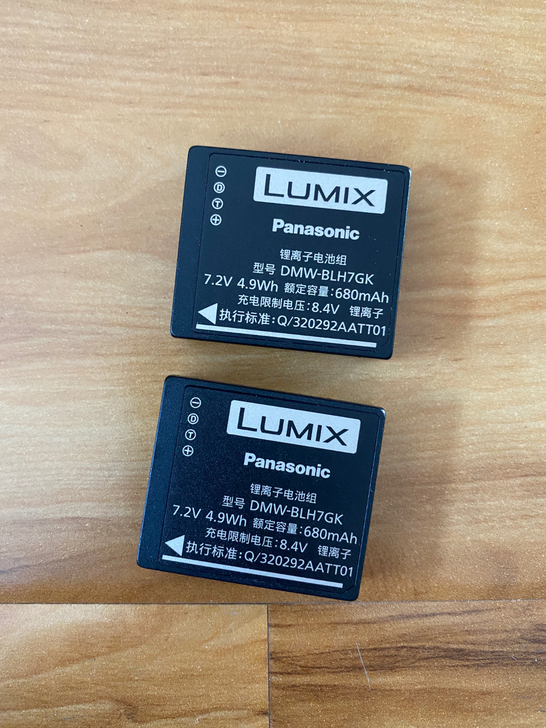 LUMIX
Panasonic
锂离子电池组
型号 DMW-BLH7GK
7.2V 4.9Wh 额定容量:680mAh
充电限制电压:8.4V 锂离子
执行标准:Q/320292AATT01
D
T
LUMIX
Panasonic
锂离子电池组
型号 DMW-BLH7GK
7.2V 4.9Wh 额定容量:680mAh
充电限制电压:8.4V 锂离子
执行标准:Q/320292AATT01
D
T